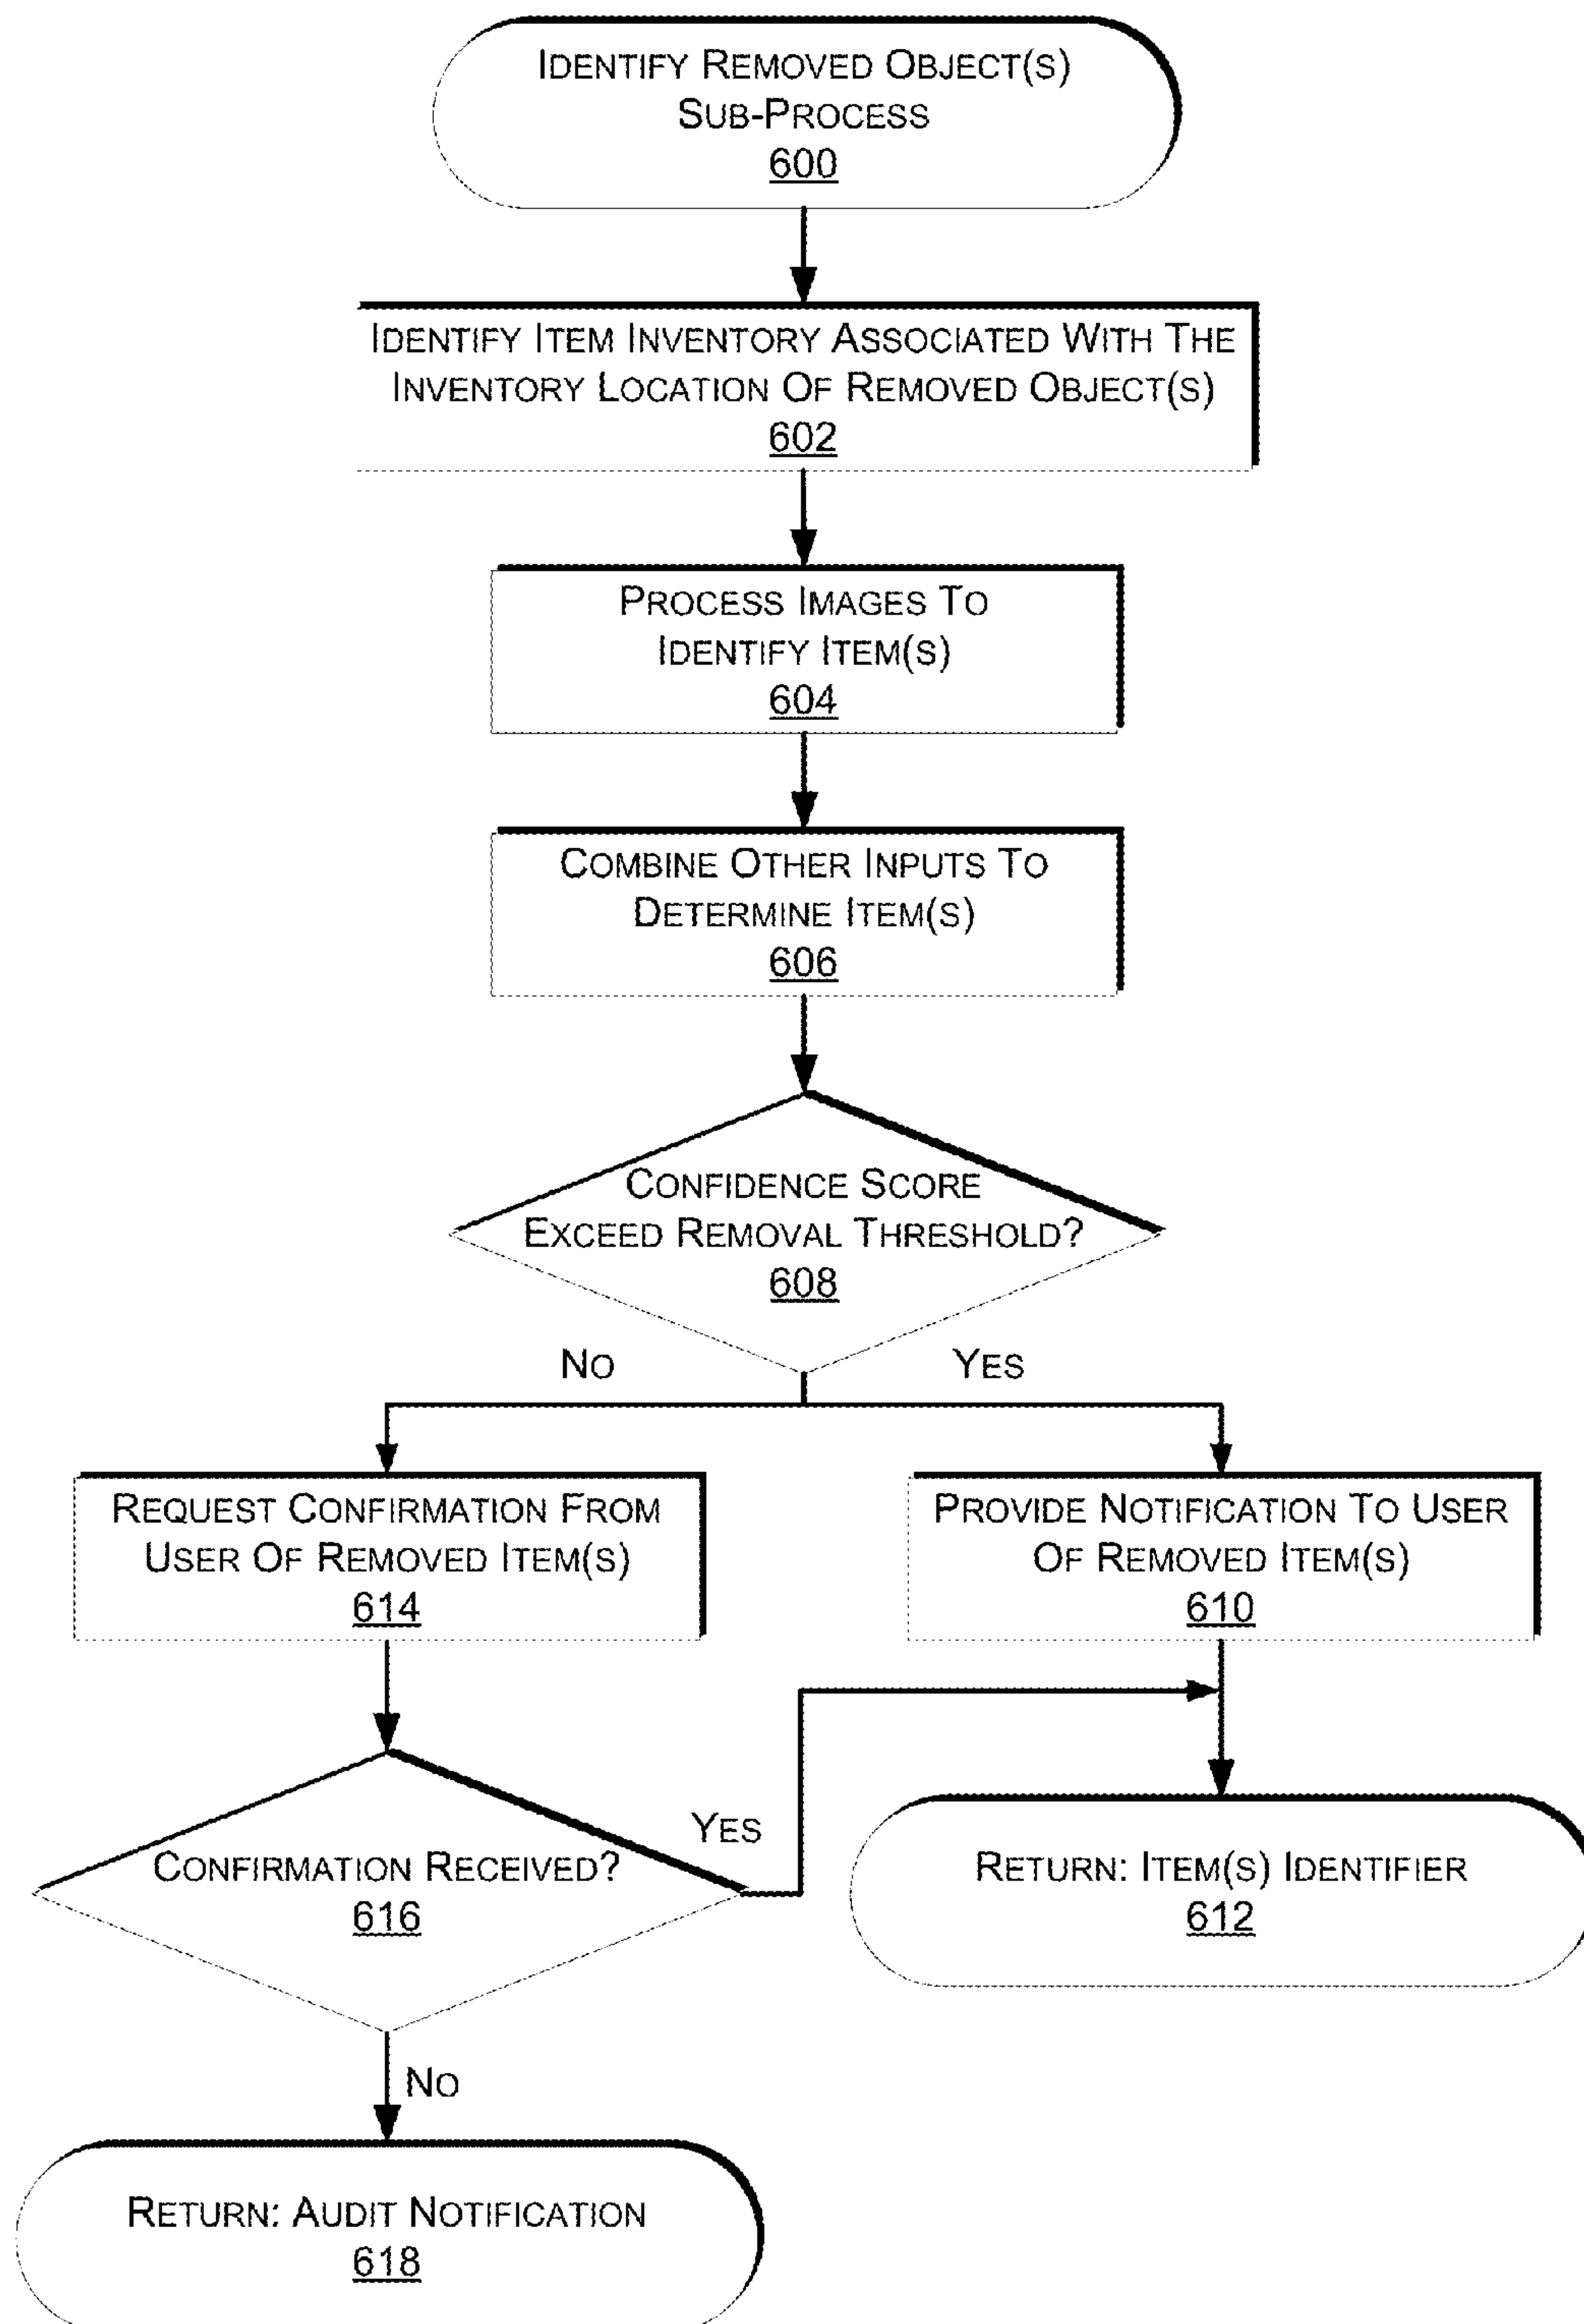 IDENTIFY REMOVED OBJECT(S)
SUB-PROCESS
600
IDENTIFY ITEM INVENTORY ASSOCIATED WITH THE
INVENTORY LOCATION OF REMOVED OBJECT(S)
602
PROCESS IMAGES TO
IDENTIFY ITEM(S)
604
COMBINE OTHER INPUTS TO
DETERMINE ITEM(S)
606
CONFIDENCE SCORE
EXCEED REMOVAL THRESHOLD?
608
NO
YES
REQUEST CONFIRMATION FROM
USER OF REMOVED ITEM(S)
614
PROVIDE NOTIFICATION TO USER
OF REMOVED ITEM(S)
610
YES
CONFIRMATION RECEIVED?
616
RETURN: ITEM(S) IDENTIFIER
612
NO
RETURN: AUDIT NOTIFICATION
618